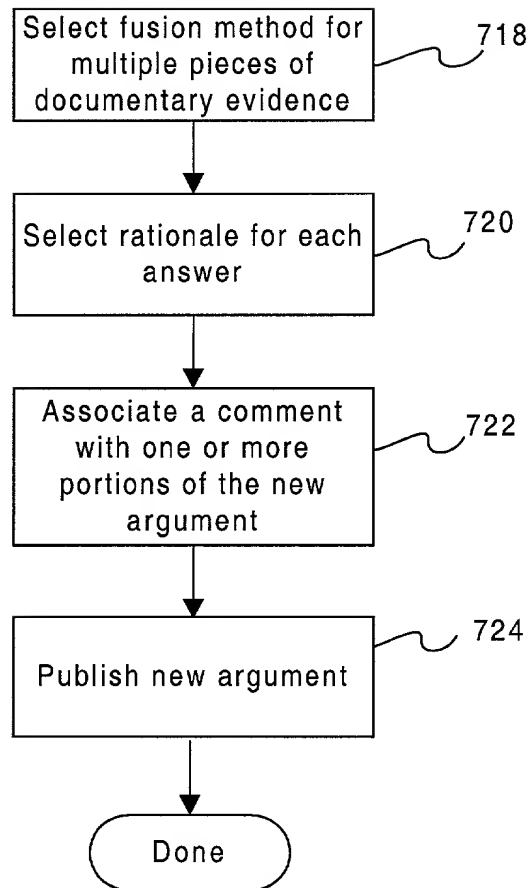 Select fusion method for
multiple pieces of
documentary evidence
718
Select rationale for each
answer
720
Associate a comment
with one or more
portions of the new
argument
722
Publish new argument
724
Done